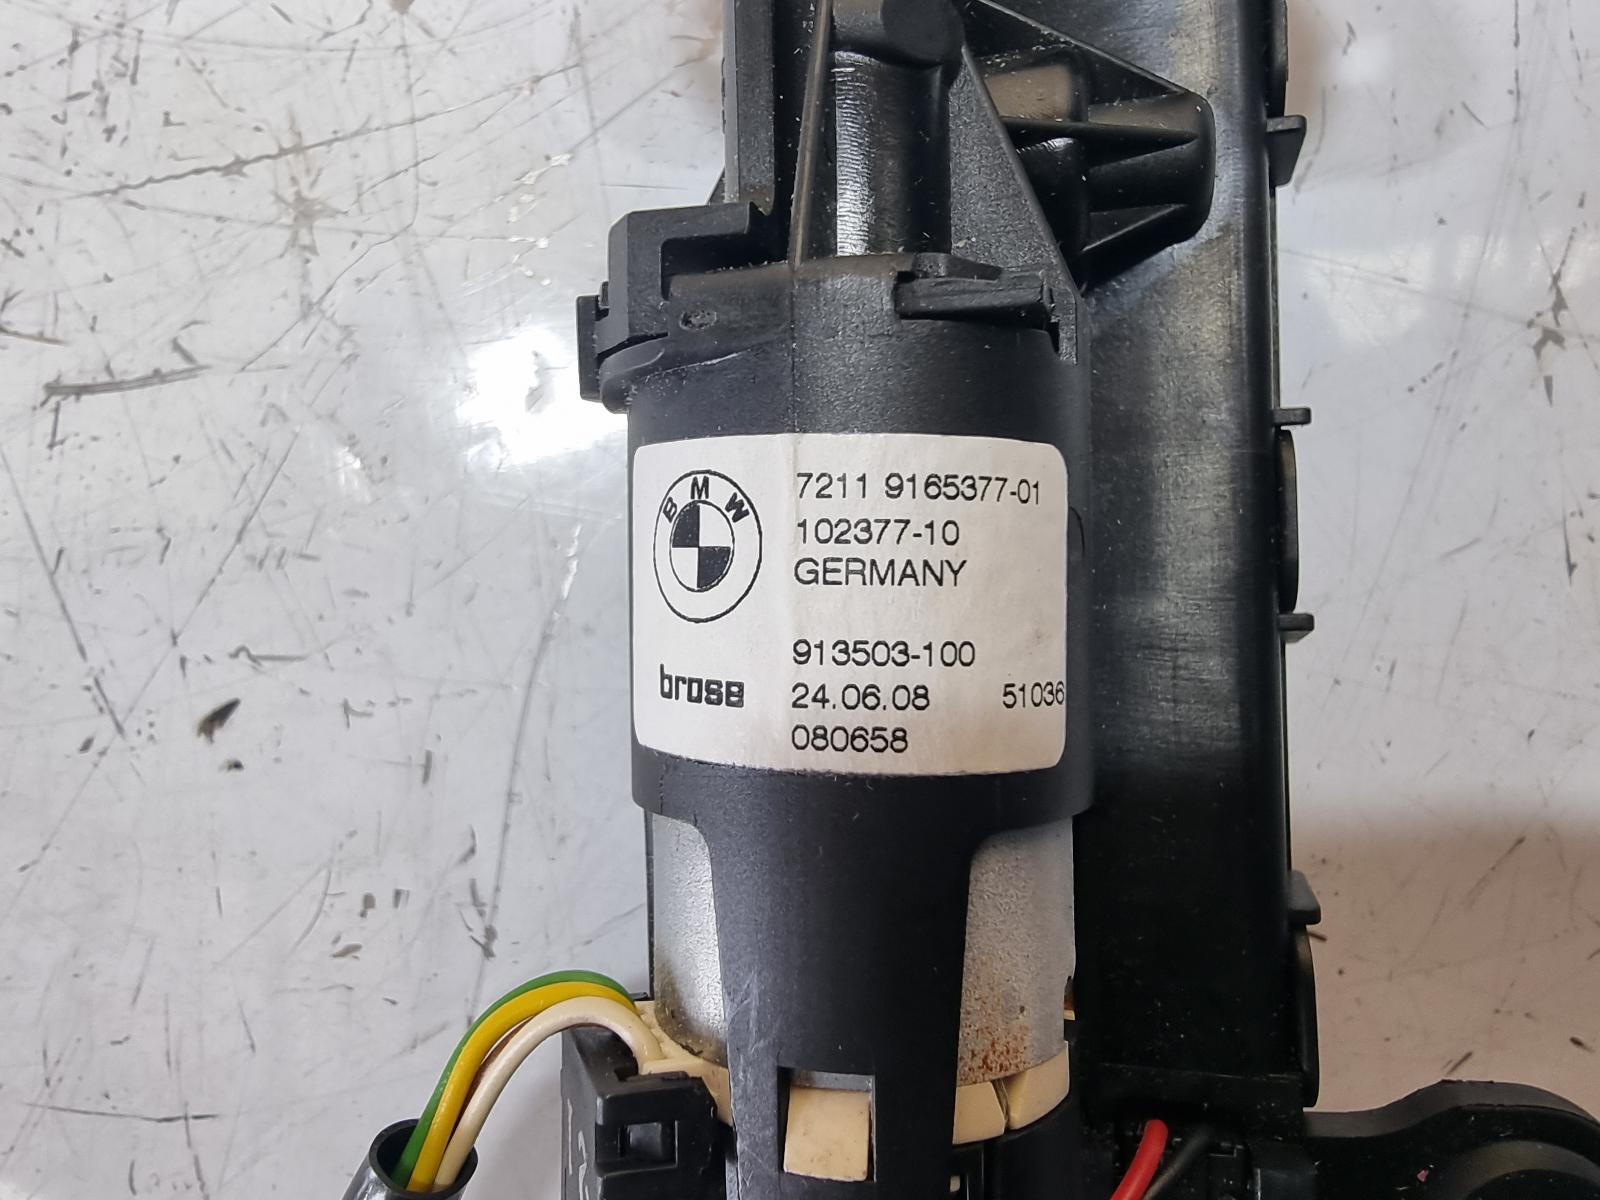 BMW
7211 9165377-01
102377-10
GERMANY
913503-100
brose 24.06.08 51036
080658